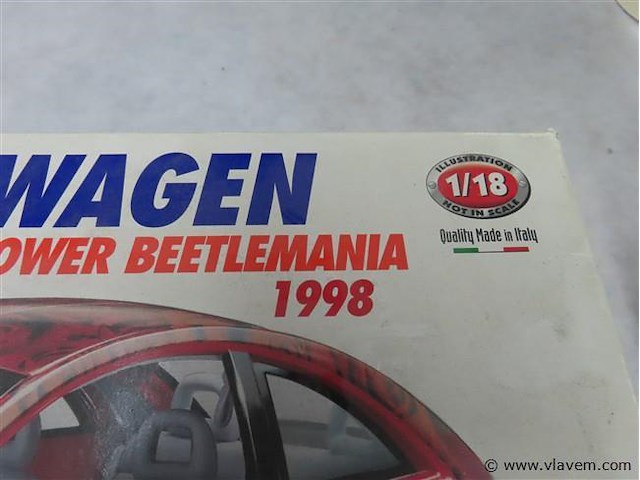 WAGEN
OWER BEETLEMANIA
1998
ILLUSTRATION
1/18
NOT IN SCALE
Quality Made in Italy
© www.vlavem.com